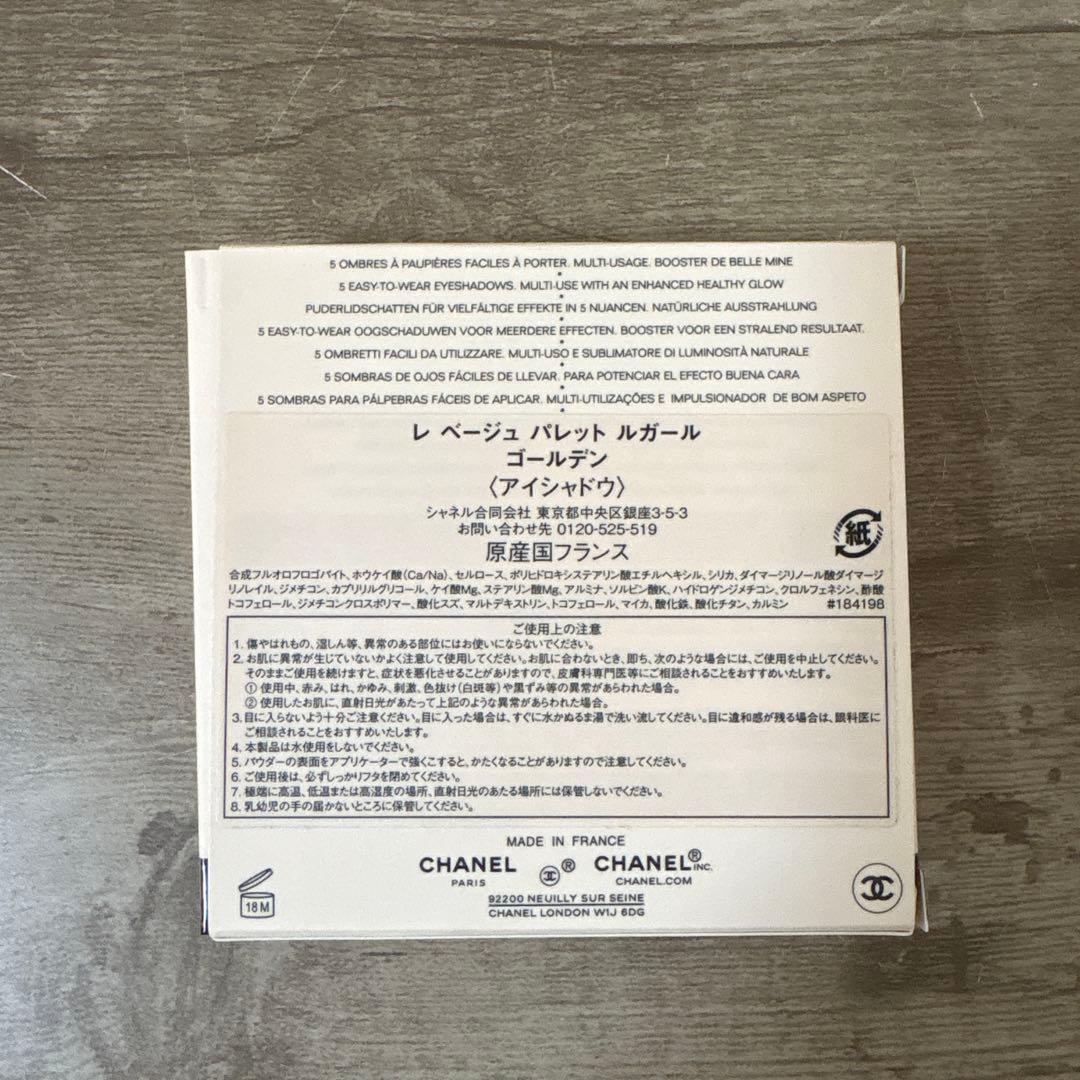 5 OMBRES À PAUPIÈRES FACILES À PORTER. MULTI-USAGE. BOOSTER DE BELLE MINE
5 EASY-TO-WEAR EYESHADOWS. MULTI-USE WITH AN ENHANCED HEALTHY GLOW
PUDERLIDSCHATTEN FÜR VIELFÄLTIGE EFFEKTE IN 5 NUANCEN. NATÜRLICHE AUSSTRAHLUNG
5 EASY-TO-WEAR OOGSCHADUWEN VOOR MEERDERE EFFECTEN. BOOSTER VOOR EEN STRALEND RESULTAAT.
5 OMBRETTI FACILI DA UTILIZZARE. MULTI-USO E SUBLIMATORE DI LUMINOSITÀ NATURALE
5 SOMBRAS DE OJOS FÁCILES DE LLEVAR. PARA POTENCIAR EL EFECTO BUENA CARA
5 SOMBRAS PARA PÁLPEBRAS FÁCEIS DE APLICAR. MULTI-UTILIZAÇÕES E IMPULSIONADOR DE BOM ASPETO
レ ベージュ パレット ルガール
ゴールデン
〈アイシャドウ〉
シャネル合同会社 東京都中央区銀座3-5-3
お問い合わせ先 0120-525-519
原産国フランス
紙
合成フルオロフロゴパイト、ホウケイ酸(Ca/Na)、セルロース、ポリヒドロキシステアリン酸エチルヘキシル、シリカ、ダイマージリノール酸ダイマージ
リノレイル、ジメチコン、カプリリルグリコール、ケイ酸Mg、ステアリン酸Mg、アルミナ、ソルビン酸K、ハイドロゲンジメチコン、クロルフェネシン、酢酸
トコフェロール、ジメチコンクロスポリマー、酸化スズ、マルトデキストリン、トコフェロール、マイカ、酸化鉄、酸化チタン、カルミン #184198
ご使用上の注意
1. 傷やはれもの、湿しん等、異常のある部位にはお使いにならないでください。
2. お肌に異常が生じていないかよく注意して使用してください。お肌に合わないとき、即ち、次のような場合には、ご使用を中止してください。
そのままご使用を続けますと、症状を悪化させることがありますので、皮膚科専門医等にご相談されることをおすすめいたします。
① 使用中、赤み、はれ、かゆみ、刺激、色抜け(白斑等)や黒ずみ等の異常があらわれた場合。
② 使用したお肌に、直射日光があたって上記のような異常があらわれた場合。
3. 目に入らないよう十分ご注意ください。目に入った場合は、すぐに水かぬるま湯で洗い流してください。目に違和感が残る場合は、眼科医に
ご相談されることをおすすめいたします。
4. 本製品は水使用をしないでください。
5. パウダーの表面をアプリケーターで強くこすると、かたくなることがありますので注意してください。
6. ご使用後は、必ずしっかりフタを閉めてください。
7. 極端に高温、低温または高湿度の場所、直射日光のあたる場所には保管しないでください。
8. 乳幼児の手の届かないところに保管してください。
MADE IN FRANCE
CHANEL ® CHANEL® INC.
PARIS CHANEL.COM
92200 NEUILLY SUR SEINE
CHANEL LONDON W1J 6DG
18 M